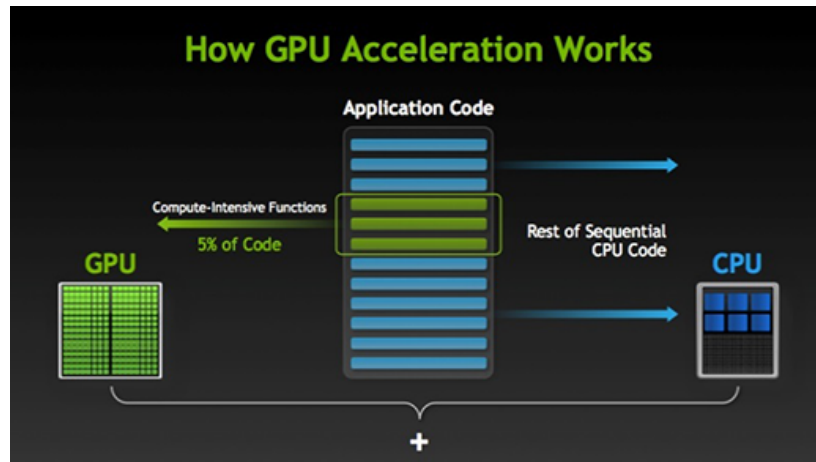 How GPU Acceleration Works
Application Code
Compute-Intensive Functions
5% of Code
Rest of Sequential
CPU Code
GPU
CPU
+